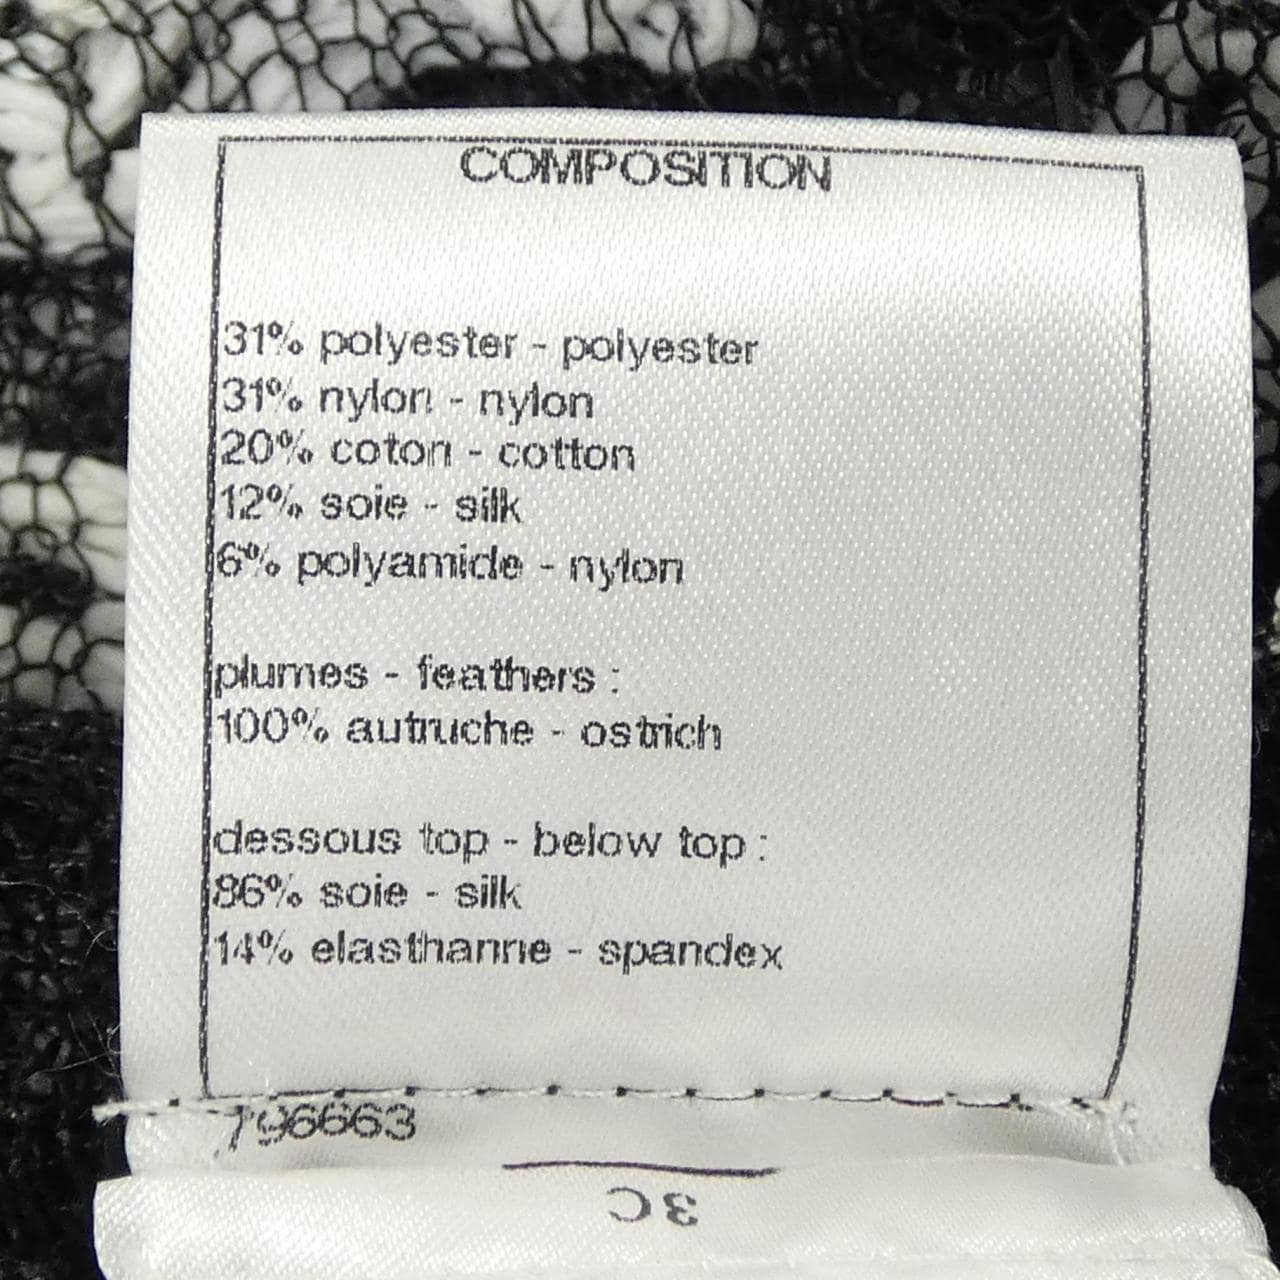 COMPOSITION
31% polyester - polyester
31% nylon - nylon
20% coton - cotton
12% soie - silk
6% polyamide - nylon
plumes - feathers :
100% autruche - ostrich
dessous top - below top :
86% soie - silk
14% elasthanne - spandex
796663
3C